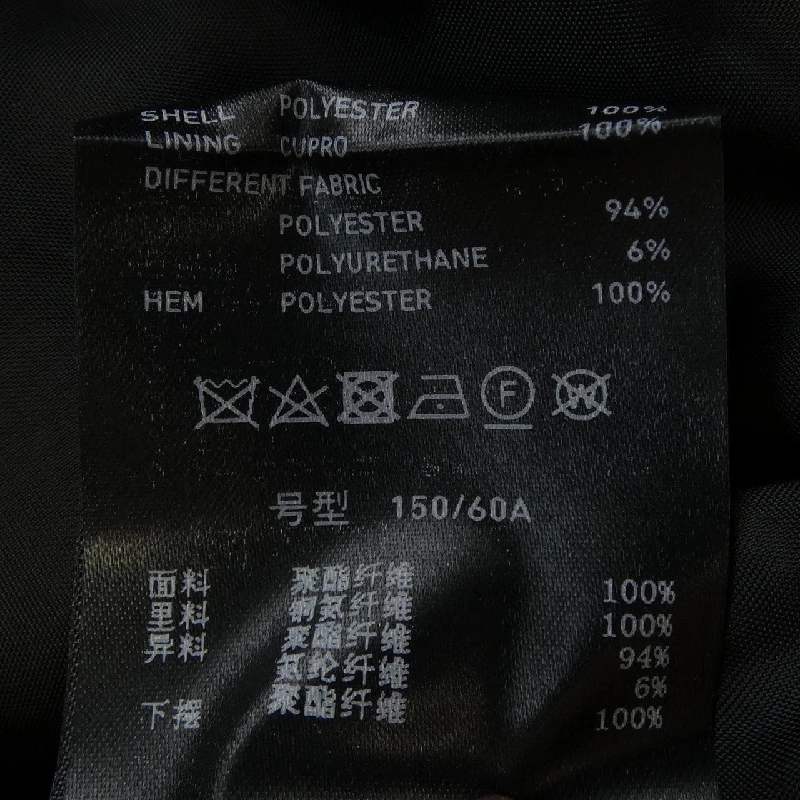 SHELL POLYESTER 100%
LINING CUPRO 100%
DIFFERENT FABRIC
POLYESTER 94%
POLYURETHANE 6%
HEM POLYESTER 100%
F W
号型 150/60A
面料 聚酯纤维 100%
里料 铜氨纤维 100%
异料 聚酯纤维 94%
氨纶纤维 6%
下摆 聚酯纤维 100%